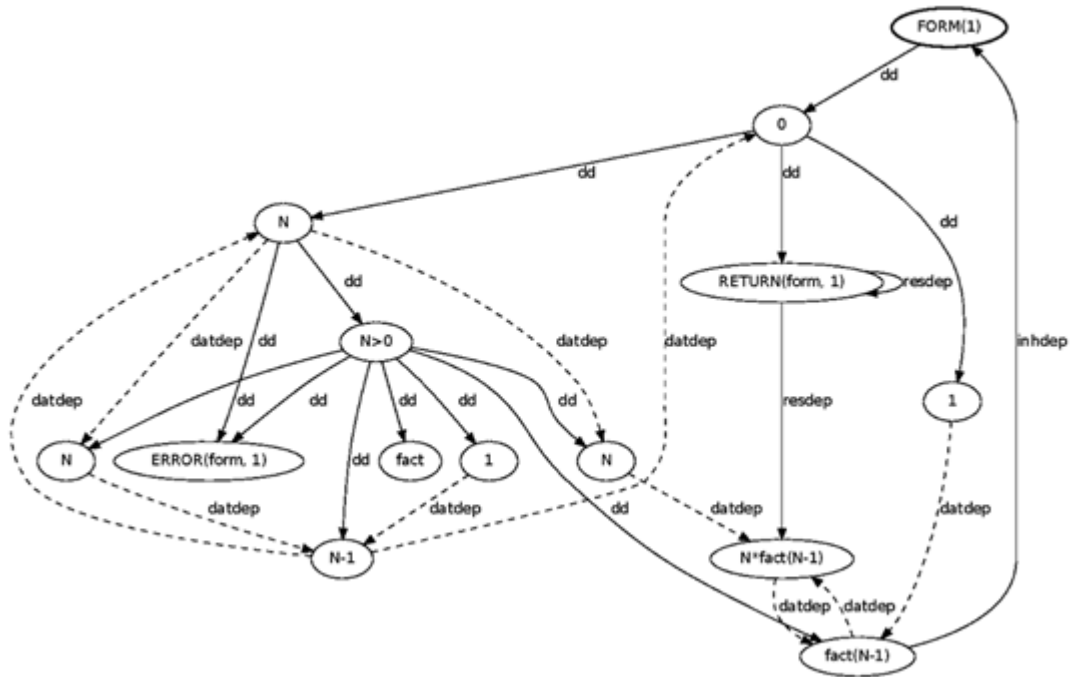 FORM(1)
dd
0
dd
dd
dd
N
dd
RETURN(form, 1)
resdep
datdep
dd
N>0
datdep
datdep
inhdep
datdep
dd
dd
dd
dd
dd
resdep
1
N
ERROR(form, 1)
dd
fact
1
N
datdep
datdep
dd
datdep
datdep
N-1
N*fact(N-1)
datdep
datdep
fact(N-1)